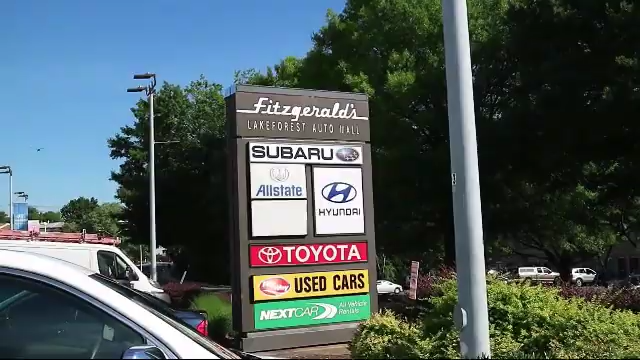 Fitzgerald's
LAKEFOREST AUTO MALL
SUBARU
Allstate
HYUNDAI
TOYOTA
USED CARS
NEXTCAR
All Vehicle
Rentals